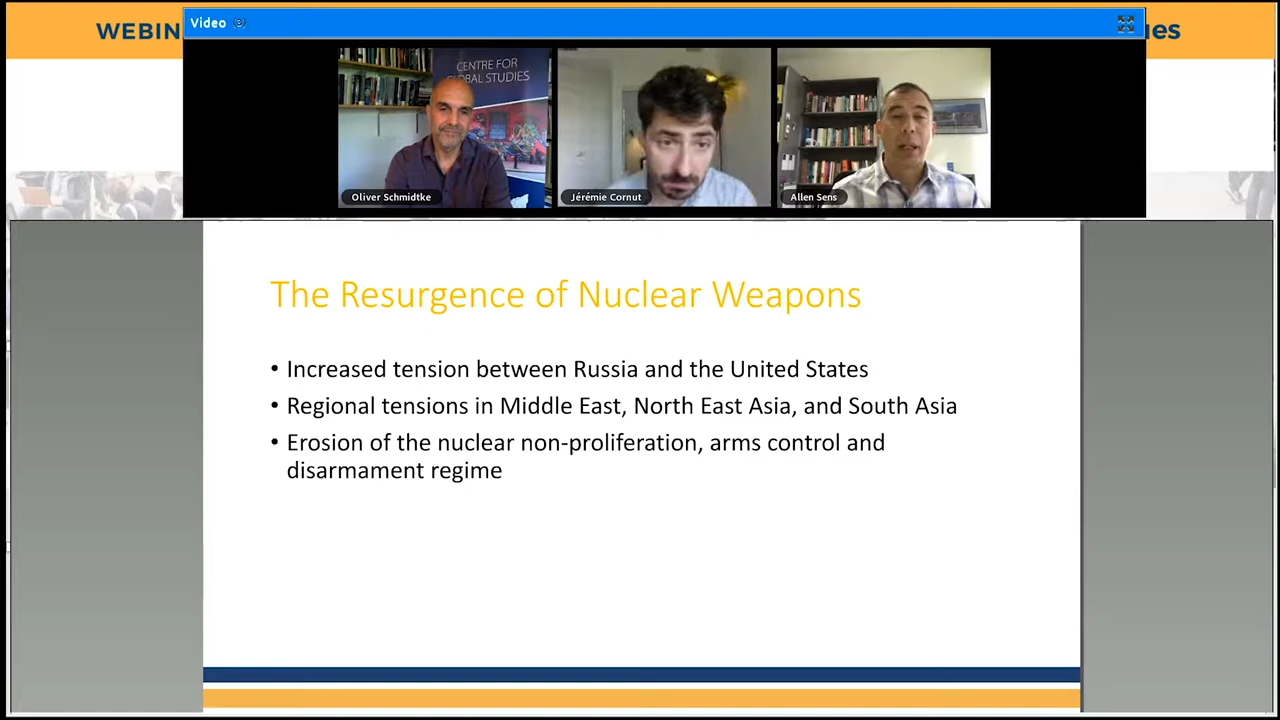 WEBIN
Video (3)
ies
CENTRE FOR
GLOBAL STUDIES
Oliver Schmidtke
Jérémie Cornut
Allen Sens
The Resurgence of Nuclear Weapons
• Increased tension between Russia and the United States
• Regional tensions in Middle East, North East Asia, and South Asia
• Erosion of the nuclear non-proliferation, arms control and
disarmament regime